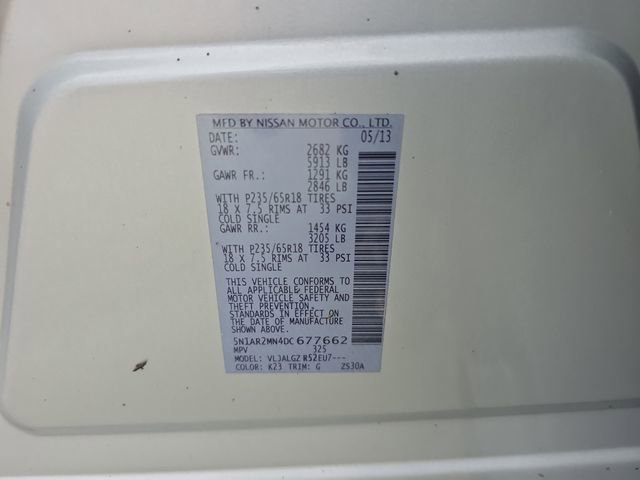 MFD BY NISSAN MOTOR CO., LTD.
DATE: 05/13
GVWR: 2682 KG
5913 LB
GAWR FR.: 1291 KG
2846 LB
WITH P235/65R18 TIRES
18 X 7.5 RIMS AT 33 PSI
COLD SINGLE
GAWR RR.: 1454 KG
3205 LB
WITH P235/65R18 TIRES
18 X 7.5 RIMS AT 33 PSI
COLD SINGLE
THIS VEHICLE CONFORMS TO
ALL APPLICABLE FEDERAL
MOTOR VEHICLE SAFETY AND
THEFT PREVENTION.
STANDARDS IN EFFECT ON
THE DATE OF MANUFACTURE
SHOWN ABOVE.
5N1AR2MN4DC677662
MPV 325
MODEL: VLJALGZ R52EU7---
COLOR: K23 TRIM: G ZS30A